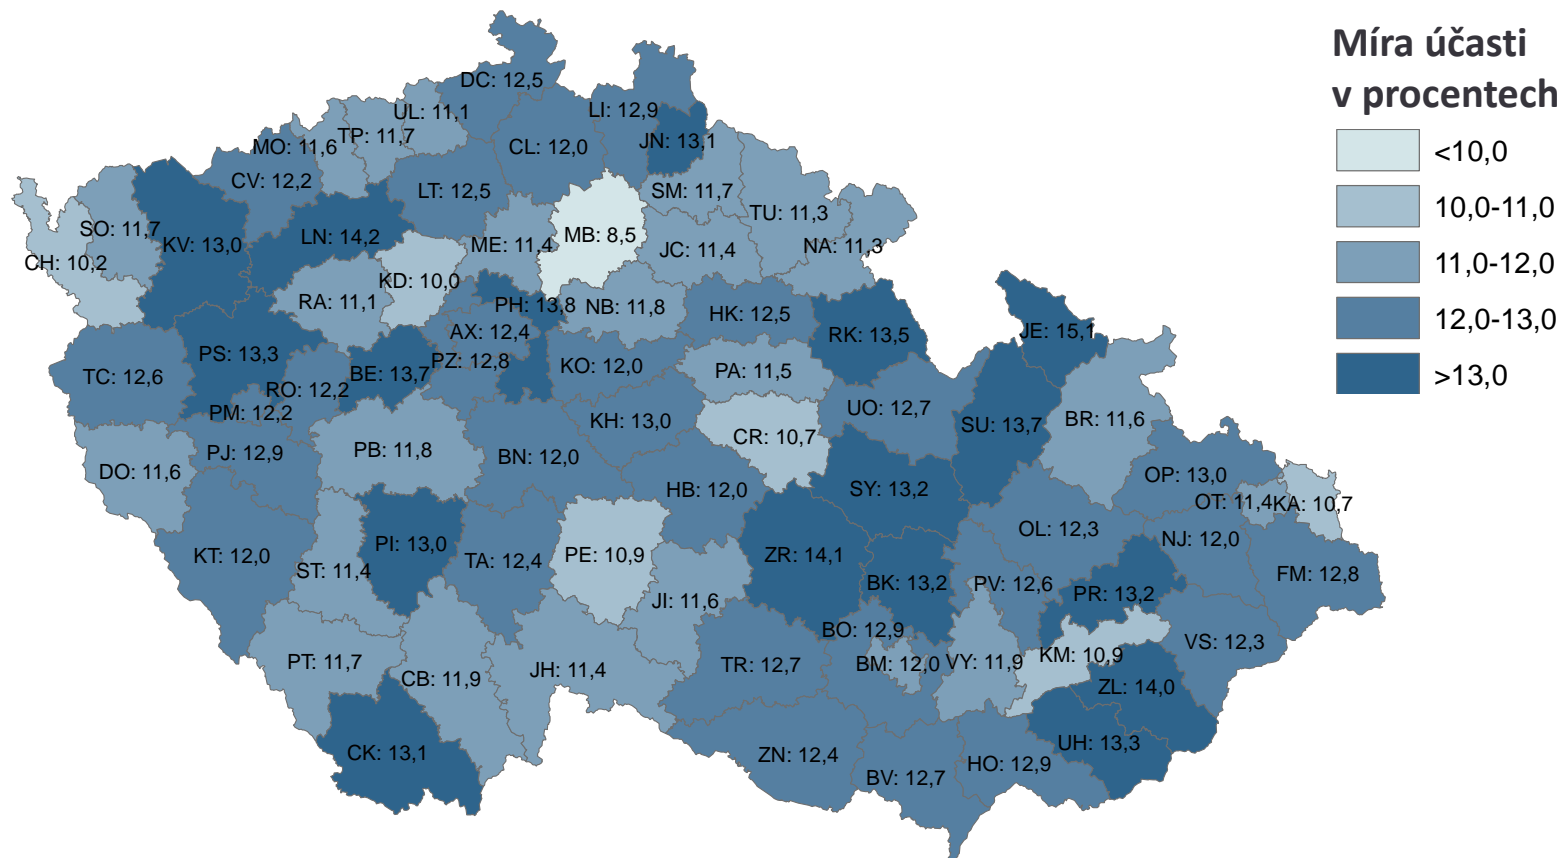 Míra účasti
v procentech
<10,0
10,0-11,0
11,0-12,0
12,0-13,0
>13,0
DC: 12,5
UL: 11,1
LI: 12,9
TP: 11,7
JN: 13,1
MO: 11,6
CL: 12,0
CV: 12,2
LT: 12,5
SM: 11,7
TU: 11,3
SO: 11,7
LN: 14,2
MB: 8,5
KV: 13,0
ME: 11,4
JC: 11,4
NA: 11,3
CH: 10,2
KD: 10,0
RA: 11,1
PH: 13,8
NB: 11,8
HK: 12,5
AX: 12,4
RK: 13,5
JE: 15,1
PS: 13,3
PZ: 12,8
KO: 12,0
PA: 11,5
TC: 12,6
BE: 13,7
RO: 12,2
PM: 12,2
UO: 12,7
KH: 13,0
SU: 13,7
BR: 11,6
CR: 10,7
PJ: 12,9
PB: 11,8
BN: 12,0
DO: 11,6
OP: 13,0
HB: 12,0
SY: 13,2
OT: 11,4
KA: 10,7
OL: 12,3
NJ: 12,0
PI: 13,0
KT: 12,0
PE: 10,9
ZR: 14,1
TA: 12,4
ST: 11,4
FM: 12,8
BK: 13,2
PV: 12,6
PR: 13,2
JI: 11,6
BO: 12,9
VS: 12,3
KM: 10,9
PT: 11,7
TR: 12,7
BM: 12,0
VY: 11,9
JH: 11,4
CB: 11,9
ZL: 14,0
UH: 13,3
CK: 13,1
ZN: 12,4
HO: 12,9
BV: 12,7